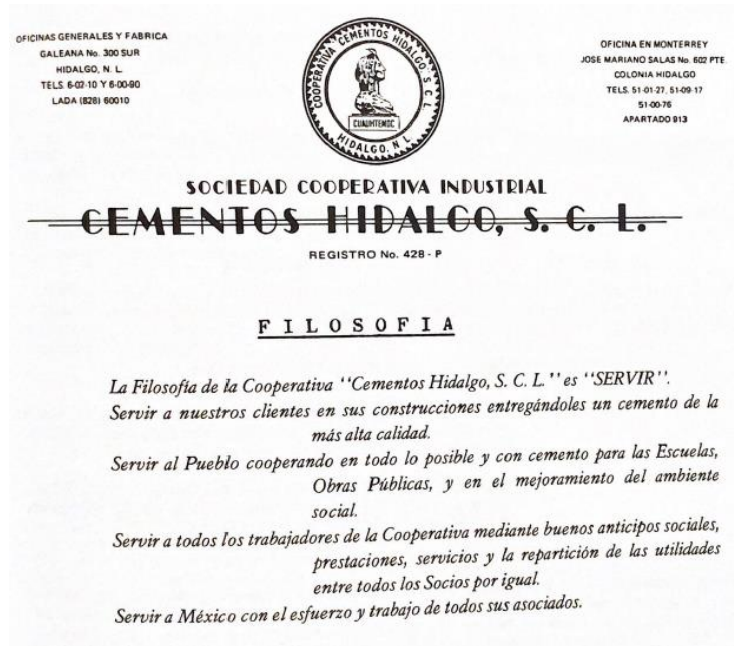 OFICINAS GENERALES Y FABRICA
GALEANA No. 300 SUR
HIDALGO, N. L.
TELS. 6-02-10 Y 6-00-90
LADA (828) 60010
COOPERATIVA CEMENTOS HIDALGO, S C L
CUAUHTEMOC
HIDALGO. N. L.
OFICINA EN MONTERREY
JOSE MARIANO SALAS No. 602 PTE.
COLONIA HIDALGO
TELS. 51-01-27, 51-09-17
51-00-76
APARTADO 913
SOCIEDAD COOPERATIVA INDUSTRIAL
CEMENTOS HIDALGO, S. C. L.
REGISTRO No. 428 - P
FILOSOFIA
La Filosofía de la Cooperativa ''Cementos Hidalgo, S. C. L.'' es ''SERVIR''.
Servir a nuestros clientes en sus construcciones entregándoles un cemento de la
más alta calidad.
Servir al Pueblo cooperando en todo lo posible y con cemento para las Escuelas,
Obras Públicas, y en el mejoramiento del ambiente
social.
Servir a todos los trabajadores de la Cooperativa mediante buenos anticipos sociales,
prestaciones, servicios y la repartición de las utilidades
entre todos los Socios por igual.
Servir a México con el esfuerzo y trabajo de todos sus asociados.